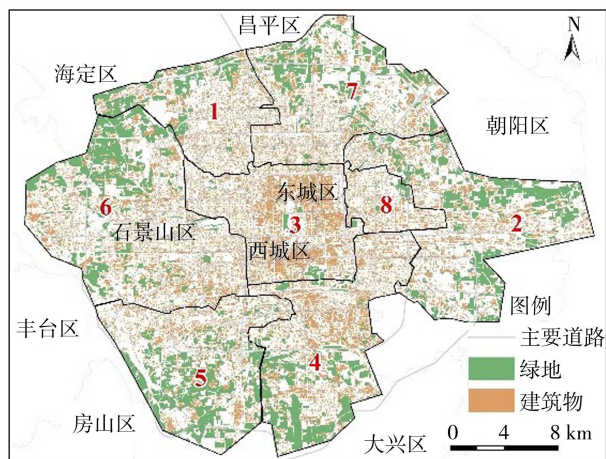 昌平区
N
海定区
7
1
朝阳区
东城区
6
8
3
2
石景山区
西城区
图例
丰台区
主要道路
4
绿地
5
建筑物
房山区
0 4 8 km
大兴区